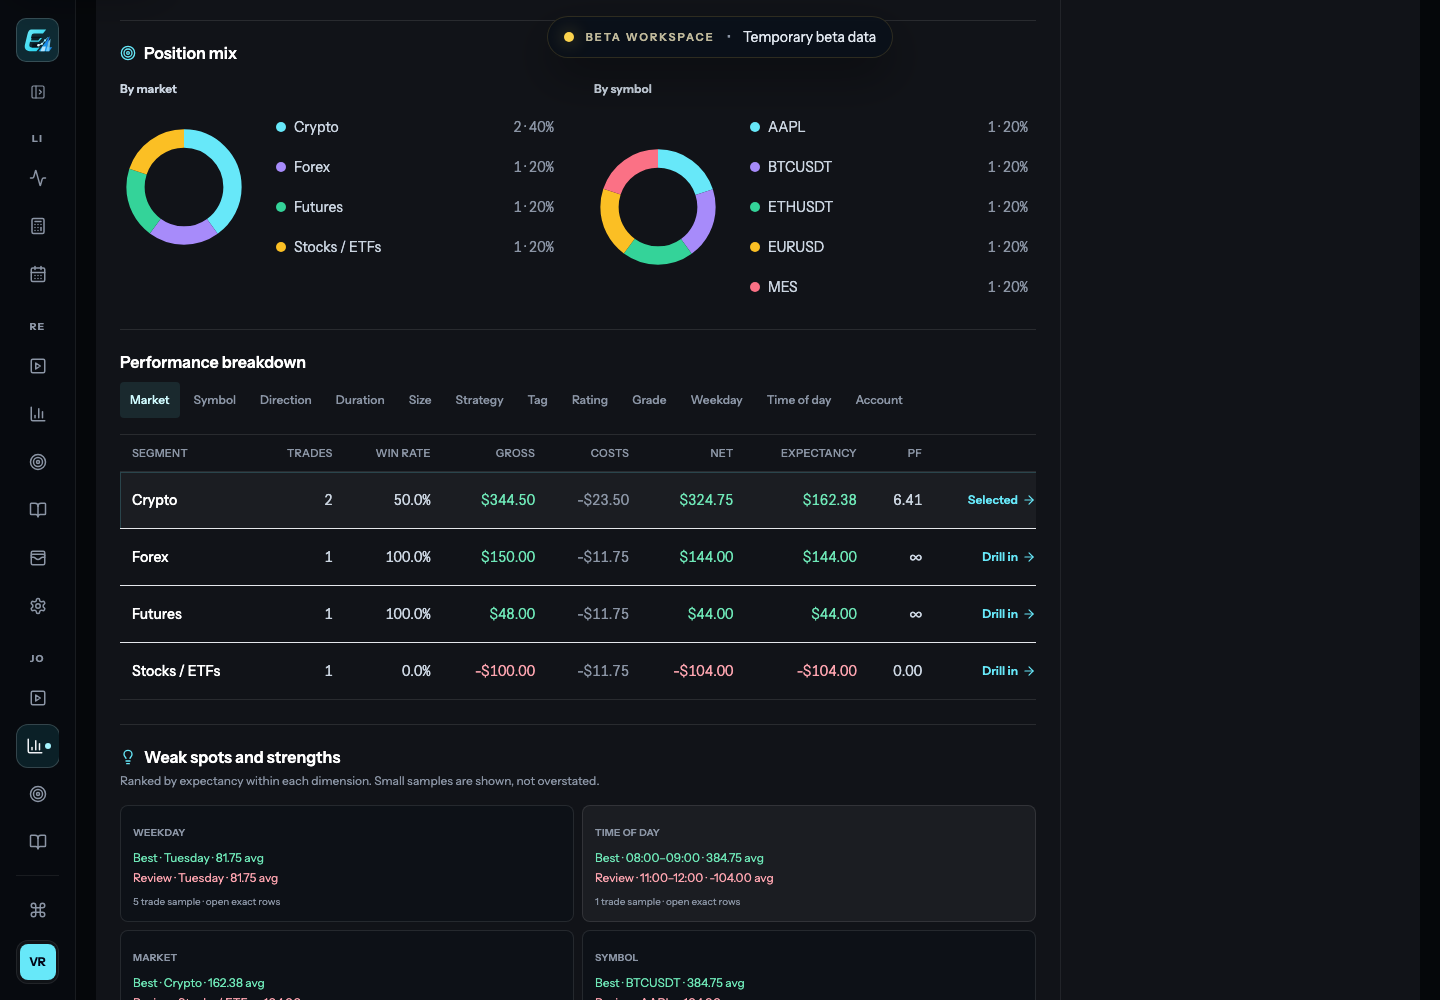 BETA WORKSPACE · Temporary beta data
Position mix
By market
Crypto 2 · 40%
Forex 1 · 20%
Futures 1 · 20%
Stocks / ETFs 1 · 20%
By symbol
AAPL 1 · 20%
BTCUSDT 1 · 20%
ETHUSDT 1 · 20%
EURUSD 1 · 20%
MES 1 · 20%
LI
RE
JO
VR
Performance breakdown
Market Symbol Direction Duration Size Strategy Tag Rating Grade Weekday Time of day Account
SEGMENT TRADES WIN RATE GROSS COSTS NET EXPECTANCY PF
Crypto 2 50.0% $344.50 -$23.50 $324.75 $162.38 6.41 Selected →
Forex 1 100.0% $150.00 -$11.75 $144.00 $144.00 ∞ Drill in →
Futures 1 100.0% $48.00 -$11.75 $44.00 $44.00 ∞ Drill in →
Stocks / ETFs 1 0.0% -$100.00 -$11.75 -$104.00 -$104.00 0.00 Drill in →
Weak spots and strengths
Ranked by expectancy within each dimension. Small samples are shown, not overstated.
WEEKDAY
Best · Tuesday · 81.75 avg
Review · Tuesday · 81.75 avg
5 trade sample · open exact rows
TIME OF DAY
Best · 08:00–09:00 · 384.75 avg
Review · 11:00–12:00 · -104.00 avg
1 trade sample · open exact rows
MARKET
Best · Crypto · 162.38 avg
SYMBOL
Best · BTCUSDT · 384.75 avg